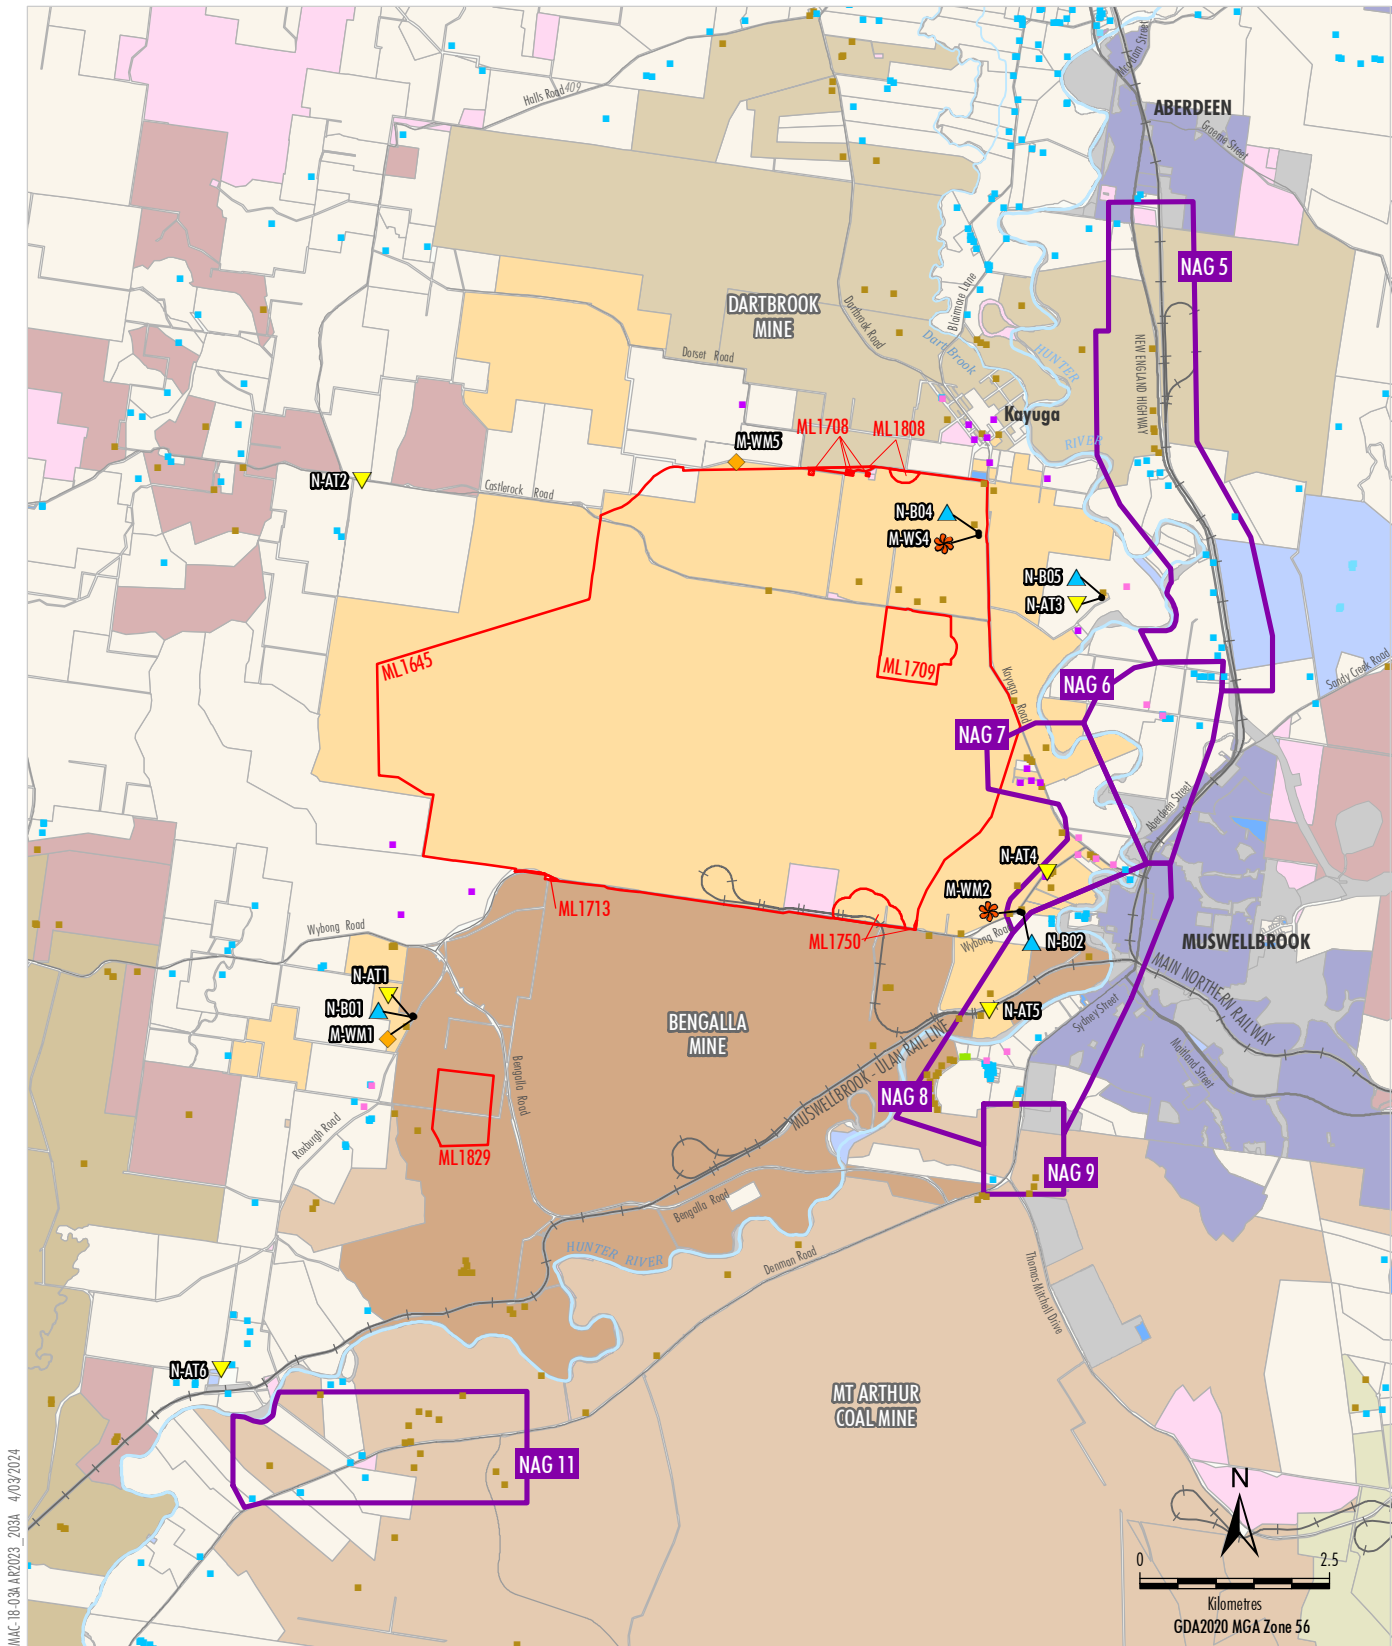 Mcadam Street
ABERDEEN
Halls Road
409
Graeme Street
NAG 5
Blairmore Lane
DARTBROOK
MINE
Dartbrook Road
Dart Brook
HUNTER
NEW ENGLAND HIGHWAY
Dorset Road
Kayuga
ML1708
ML1808
M-WM5
RIVER
N-AT2
Castlerock Road
N-B04
M-WS4
N-B05
N-AT3
ML1645
ML1709
Kayuga Road
Sandy Creek Road
NAG 6
NAG 7
Aberdeen Street
N-AT4
M-WM2
ML1713
Wybong Road
ML1750
Wybong Road
N-B02
MUSWELLBROOK
MAIN NORTHERN RAILWAY
N-AT1
N-B01
M-WM1
N-AT5
Sydney Street
BENGALLA
MINE
MUSWELLBROOK - ULAN RAIL LINE
Maitland Street
Bengalla Road
NAG 8
Roxburgh Road
ML1829
NAG 9
Bengalla Road
HUNTER RIVER
Denman Road
Thomas Mitchell Drive
N-AT6
MT ARTHUR
COAL MINE
NAG 11
N
0 2.5
Kilometres
GDA2020 MGA Zone 56
MAC-18-03A AR2023_203A 4/03/2024